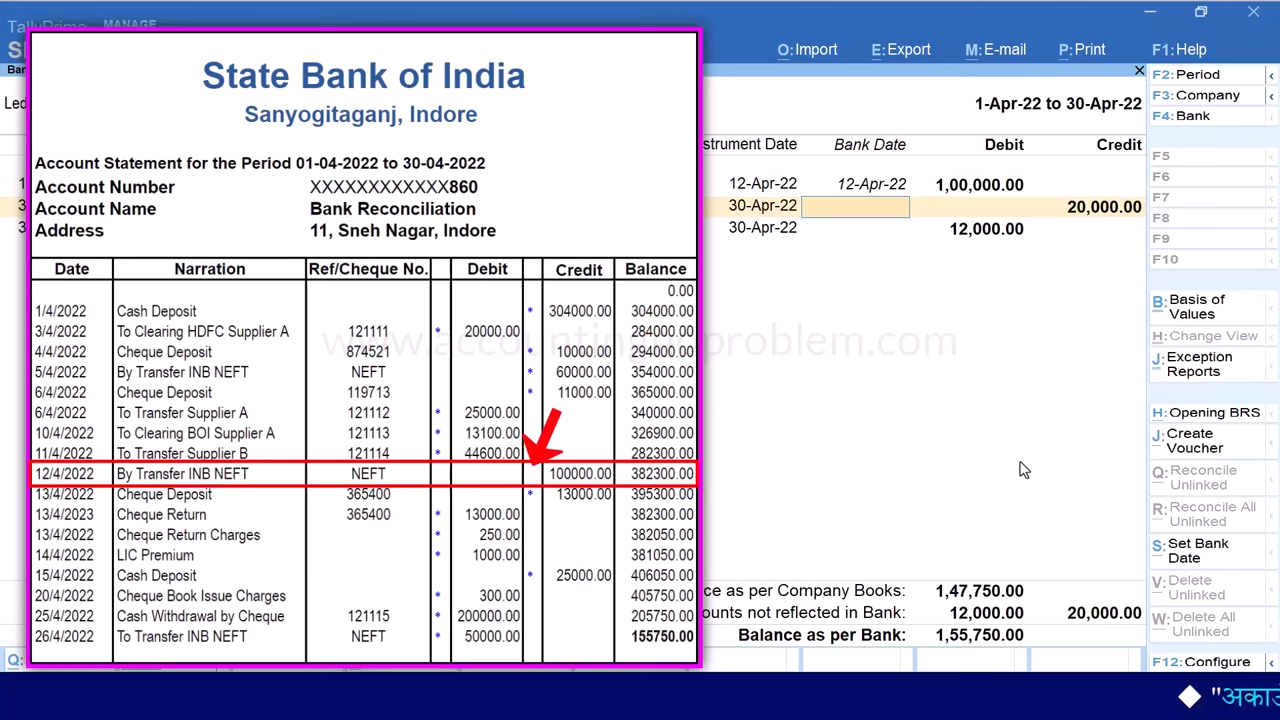 TallyPrime MANAGE
O:Import E:Export M:E-mail P:Print F1:Help
State Bank of India
Sanyogitaganj, Indore
Account Statement for the Period 01-04-2022 to 30-04-2022
Account Number XXXXXXXXXXXX860
Account Name Bank Reconciliation
Address 11, Sneh Nagar, Indore
Date Narration Ref/Cheque No. Debit Credit Balance
0.00
1/4/2022 Cash Deposit * 304000.00 304000.00
3/4/2022 To Clearing HDFC Supplier A 121111 * 20000.00 284000.00
4/4/2022 Cheque Deposit 874521 * 10000.00 294000.00
5/4/2022 By Transfer INB NEFT NEFT * 60000.00 354000.00
6/4/2022 Cheque Deposit 119713 * 11000.00 365000.00
6/4/2022 To Transfer Supplier A 121112 * 25000.00 340000.00
10/4/2022 To Clearing BOI Supplier A 121113 * 13100.00 326900.00
11/4/2022 To Transfer Supplier B 121114 * 44600.00 282300.00
12/4/2022 By Transfer INB NEFT NEFT 100000.00 382300.00
13/4/2022 Cheque Deposit 365400 * 13000.00 395300.00
13/4/2023 Cheque Return 365400 * 13000.00 382300.00
13/4/2022 Cheque Return Charges * 250.00 382050.00
14/4/2022 LIC Premium * 1000.00 381050.00
15/4/2022 Cash Deposit * 25000.00 406050.00
20/4/2022 Cheque Book Issue Charges * 300.00 405750.00
25/4/2022 Cash Withdrawal by Cheque 121115 * 200000.00 205750.00
26/4/2022 To Transfer INB NEFT NEFT * 50000.00 155750.00
www.accountingnoproblem.com
1-Apr-22 to 30-Apr-22
strument Date Bank Date Debit Credit
12-Apr-22 12-Apr-22 1,00,000.00
30-Apr-22 20,000.00
30-Apr-22 12,000.00
ce as per Company Books: 1,47,750.00
ounts not reflected in Bank: 12,000.00 20,000.00
Balance as per Bank: 1,55,750.00
F2:Period
F3:Company
F4:Bank
F5
F6
F7
F8
F9
F10
B:Basis of
Values
H:Change View
J:Exception
Reports
H:Opening BRS
J:Create
Voucher
Q:Reconcile
Unlinked
R:Reconcile All
Unlinked
S:Set Bank
Date
V:Delete
Unlinked
W:Delete All
Unlinked
F12:Configure
Q:
◆ "अकाउं